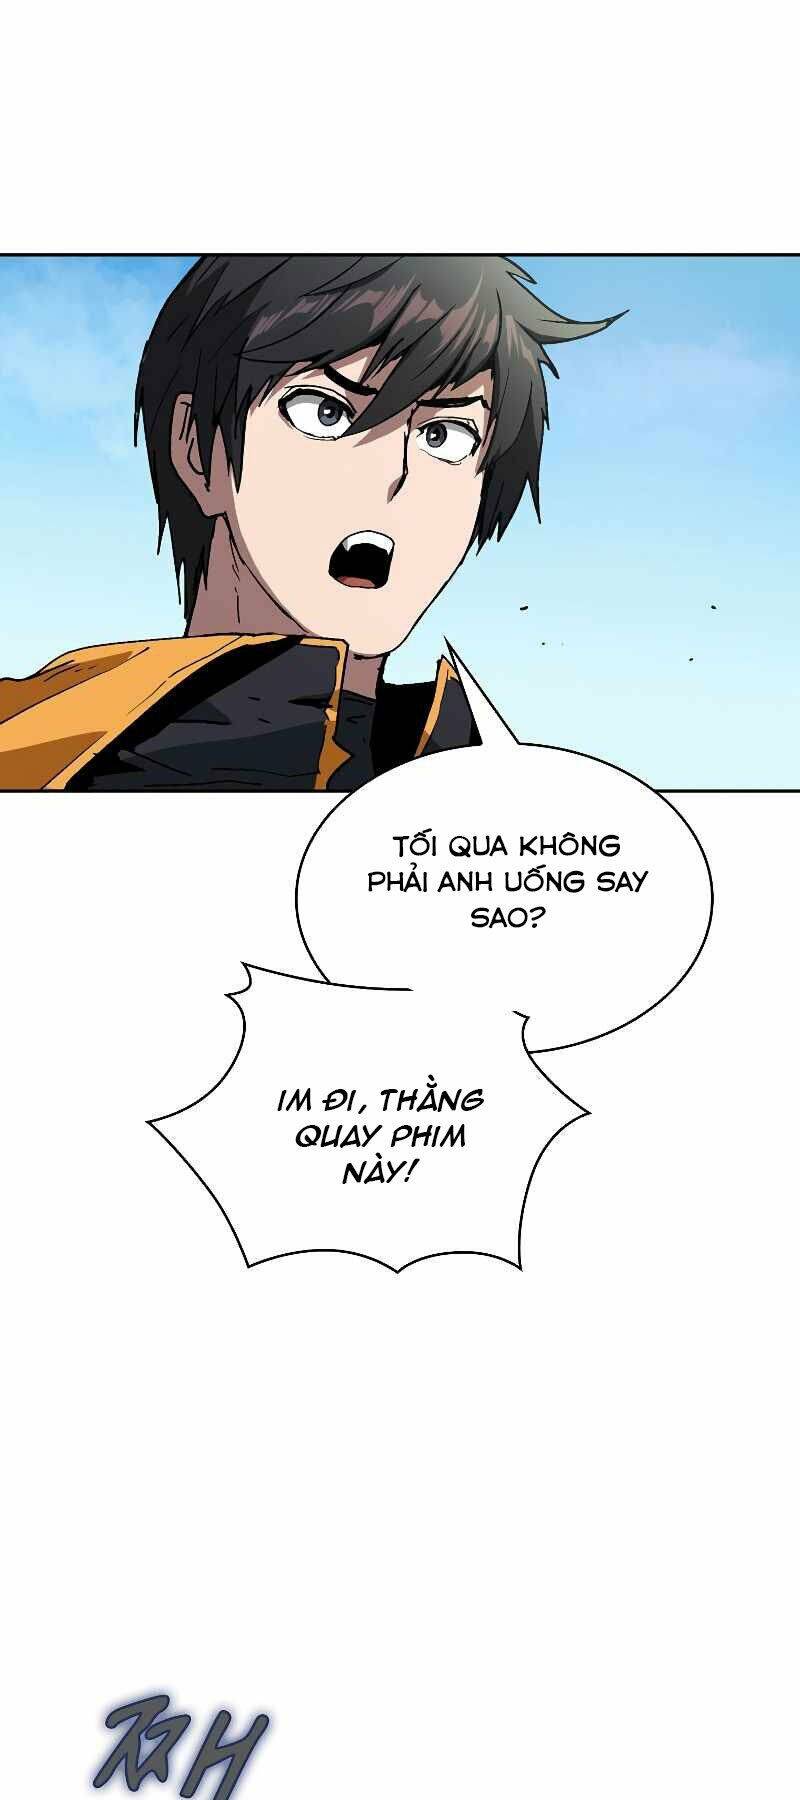 TỐI QUA KHÔNG
PHẢI ANH UỐNG SAY
SAO?
IM ĐI, THẰNG
QUAY PHIM
NÀY!